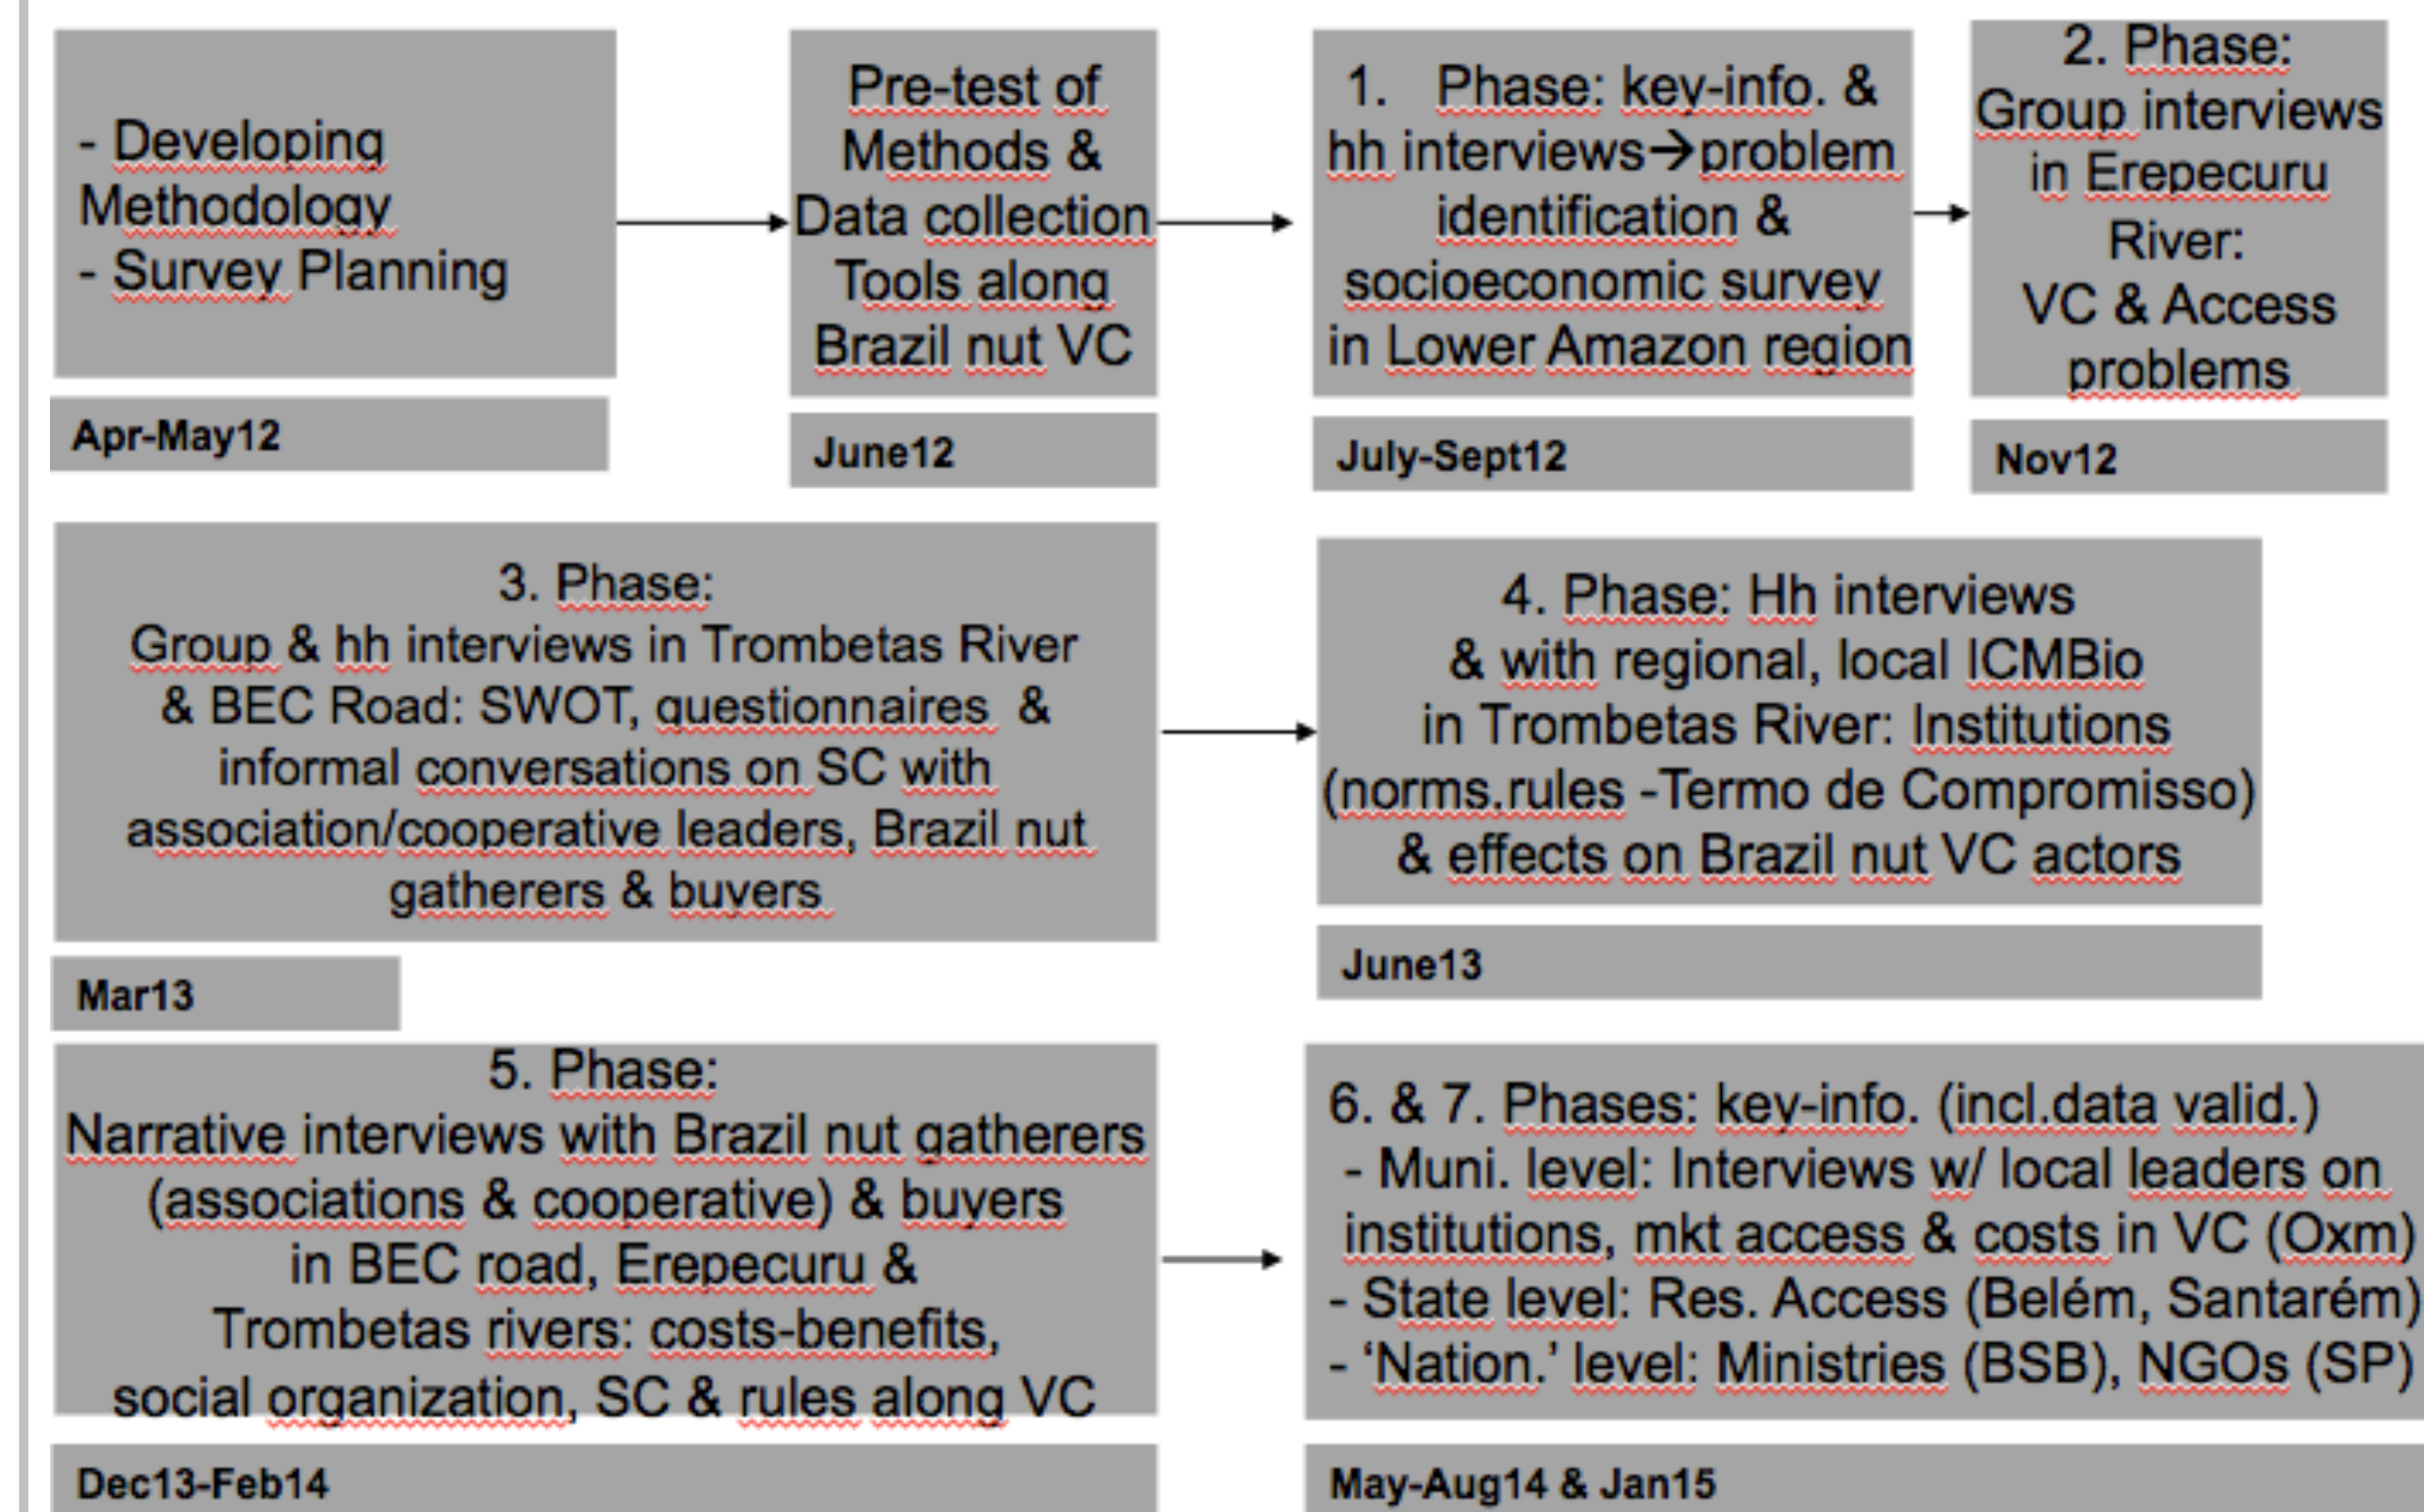 - Developing
Methodology
- Survey Planning
Apr-May12
Pre-test of
Methods &
Data collection
Tools along
Brazil nut VC
June12
1. Phase: key-info. &
hh interviews→problem
identification &
socioeconomic survey
in Lower Amazon region
July-Sept12
2. Phase:
Group interviews
in Erepecuru
River:
VC & Access
problems
Nov12
3. Phase:
Group & hh interviews in Trombetas River
& BEC Road: SWOT, questionnaires &
informal conversations on SC with
association/cooperative leaders, Brazil nut
gatherers & buyers
Mar13
4. Phase: Hh interviews
& with regional, local ICMBio
in Trombetas River: Institutions
(norms.rules -Termo de Compromisso)
& effects on Brazil nut VC actors
June13
5. Phase:
Narrative interviews with Brazil nut gatherers
(associations & cooperative) & buyers
in BEC road, Erepecuru &
Trombetas rivers: costs-benefits,
social organization, SC & rules along VC
Dec13-Feb14
6. & 7. Phases: key-info. (incl.data valid.)
- Muni. level: Interviews w/ local leaders on
institutions, mkt access & costs in VC (Oxm)
- State level: Res. Access (Belém, Santarém)
- ‘Nation.’ level: Ministries (BSB), NGOs (SP)
May-Aug14 & Jan15